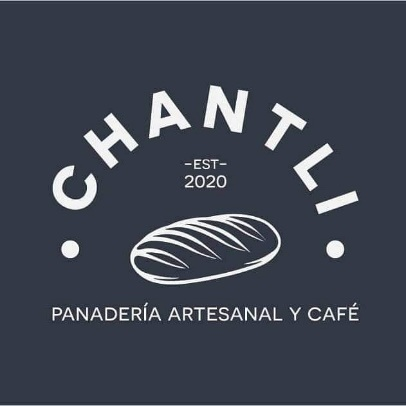 CHANTLI
-EST-
2020
PANADERÍA ARTESANAL Y CAFÉ